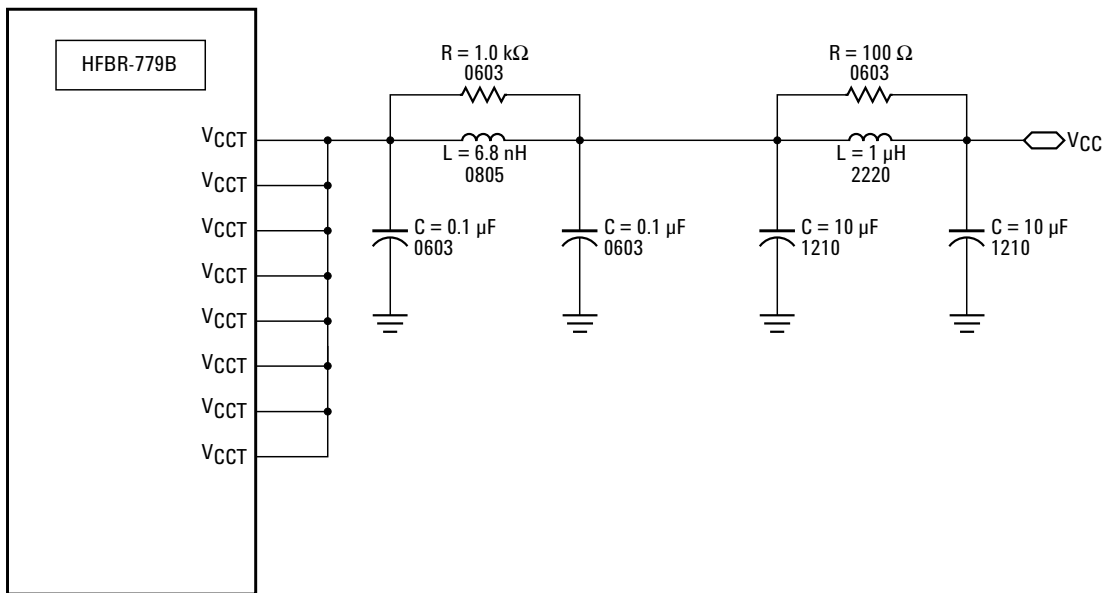 HFBR-779B
R = 1.0 kΩ
0603
R = 100 Ω
0603
VCCT
L = 6.8 nH
0805
L = 1 µH
2220
VCC
VCCT
VCCT
C = 0.1 µF
0603
C = 0.1 µF
0603
C = 10 µF
1210
C = 10 µF
1210
VCCT
VCCT
VCCT
VCCT
VCCT